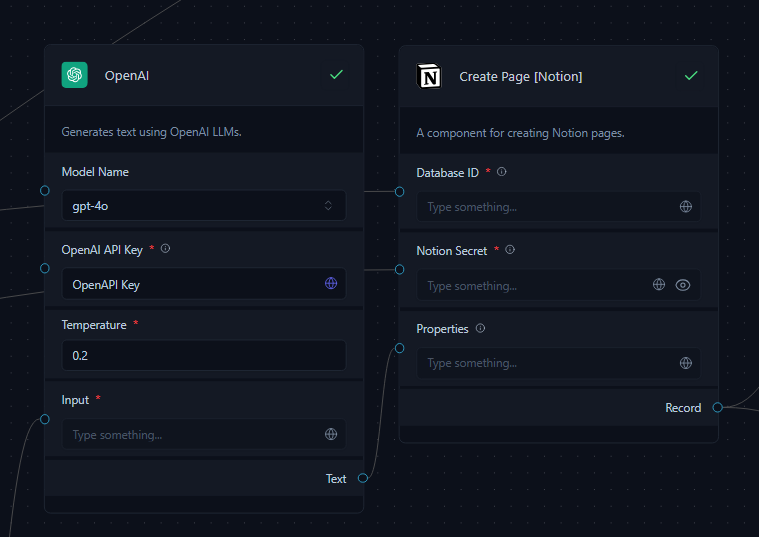 OpenAI
Generates text using OpenAI LLMs.
Model Name
gpt-4o
OpenAI API Key *
OpenAPI Key
Temperature *
0.2
Input *
Type something...
Text
N
Create Page [Notion]
A component for creating Notion pages.
Database ID *
Type something...
Notion Secret *
Type something...
Properties
Type something...
Record